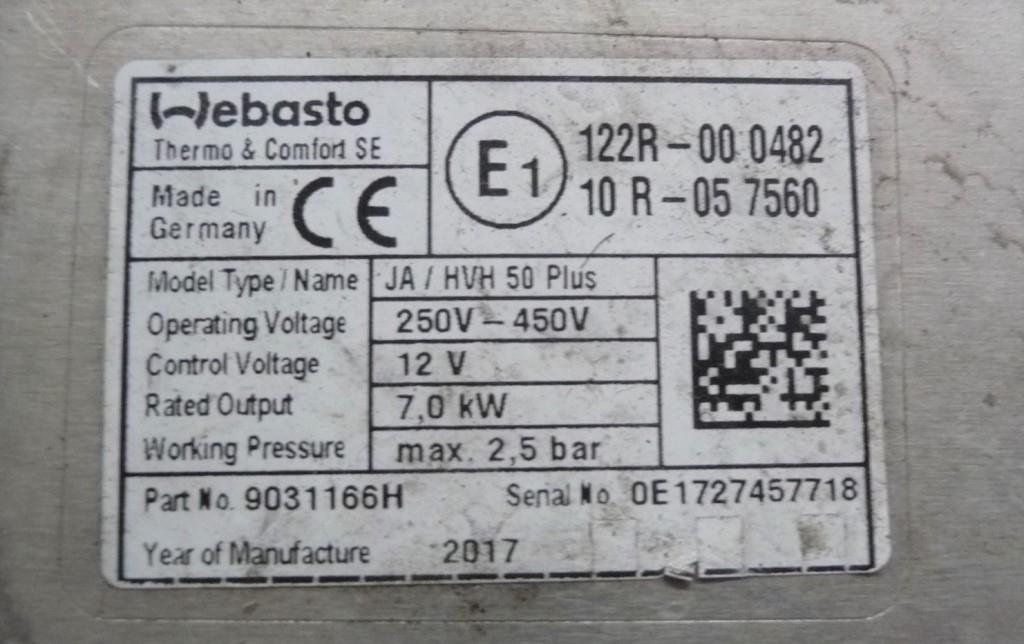 Webasto
Thermo & Comfort SE
Made in
Germany
CE
E1
122R-00 0482
10 R-05 7560
Model Type / Name JA / HVH 50 Plus
Operating Voltage 250V-450V
Control Voltage 12 V
Rated Output 7,0 kW
Working Pressure max. 2,5 bar
Part No. 9031166H Serial No. 0E1727457718
Year of Manufacture 2017